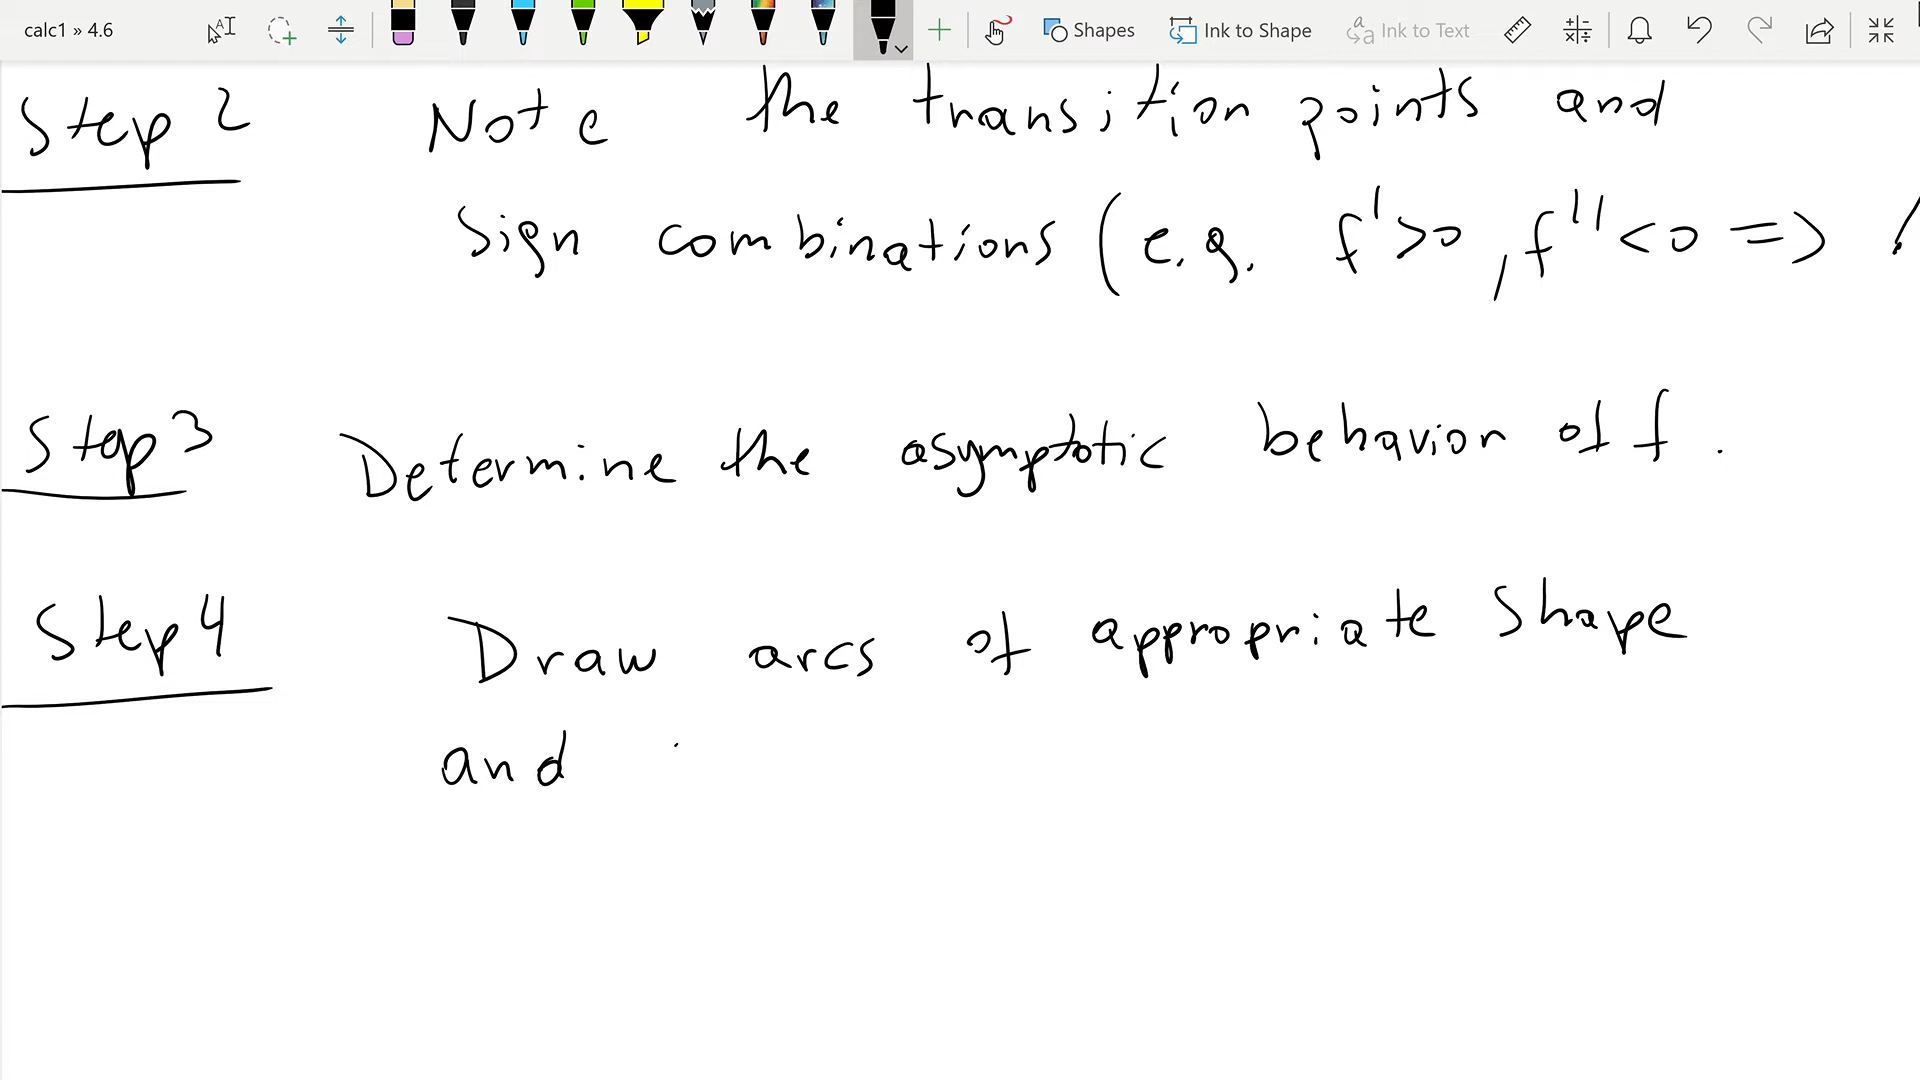 calc1 » 4.6
Shapes
Ink to Shape
Ink to Text
Step 2 Note the transition points and
sign combinations (e.g. f'>0, f''<0 =>
Step 3 Determine the asymptotic behavior of f.
Step 4 Draw arcs of appropriate shape
and